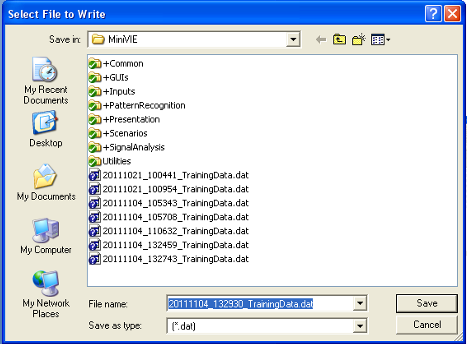 Select File to Write
Save in: MiniVIE
My Recent
Documents
Desktop
My Documents
My Computer
My Network
Places
+Common
+GUIs
+Inputs
+PatternRecognition
+Presentation
+Scenarios
+SignalAnalysis
Utilities
20111021_100441_TrainingData.dat
20111021_100954_TrainingData.dat
20111104_105343_TrainingData.dat
20111104_105708_TrainingData.dat
20111104_110632_TrainingData.dat
20111104_132459_TrainingData.dat
20111104_132743_TrainingData.dat
File name: 20111104_132930_TrainingData.dat Save
Save as type: (*.dat) Cancel